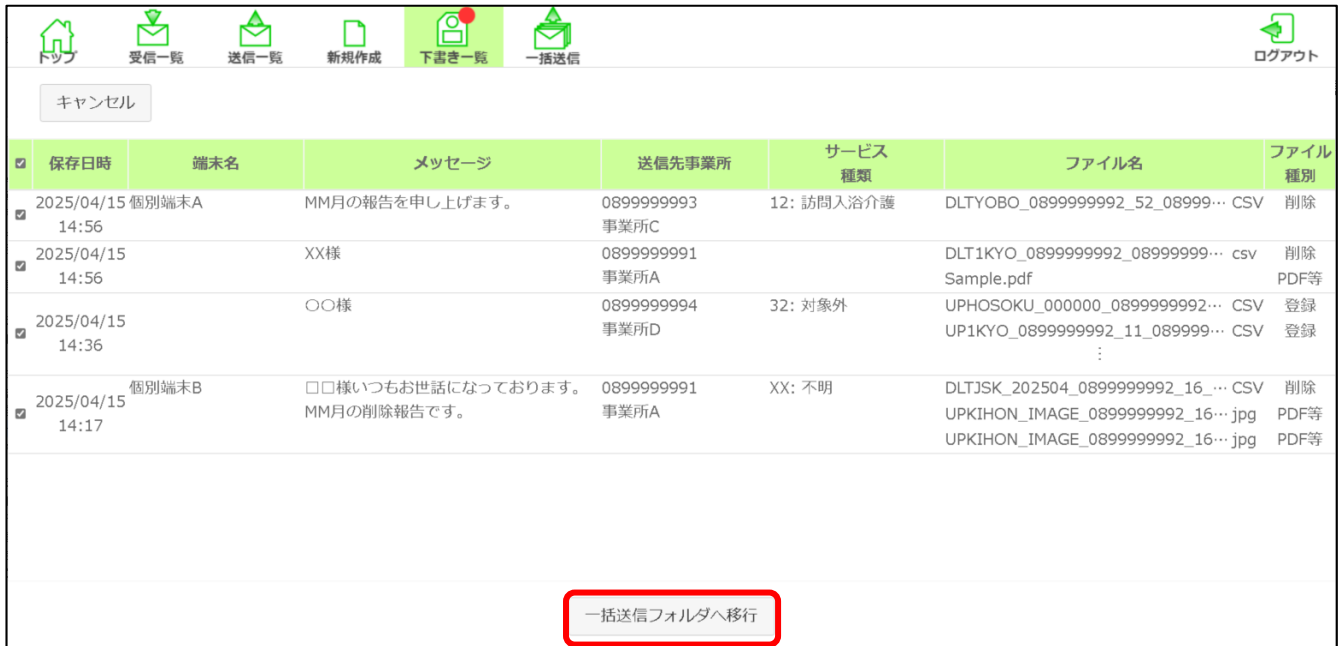 トップ 受信一覧 送信一覧 新規作成 下書き一覧 一括送信 ログアウト
キャンセル
保存日時 端末名 メッセージ 送信先事業所 サービス種類 ファイル名 ファイル種別
2025/04/15 個別端末A MM月の報告を申し上げます。 0899999993 12: 訪問入浴介護 DLTYOBO_0899999992_52_08999… CSV 削除
14:56 事業所C
2025/04/15 XX様 0899999991 DLT1KYO_0899999992_08999999… csv 削除
14:56 事業所A Sample.pdf PDF等
2025/04/15 〇〇様 0899999994 32: 対象外 UPHOSOKU_000000_0899999992… CSV 登録
14:36 事業所D UP1KYO_0899999992_11_089999… CSV 登録
⋮
2025/04/15 個別端末B □□様いつもお世話になっております。 0899999991 XX: 不明 DLTJSK_202504_0899999992_16_… CSV 削除
14:17 MM月の削除報告です。 事業所A UPKIHON_IMAGE_0899999992_16… jpg PDF等
UPKIHON_IMAGE_0899999992_16… jpg PDF等
一括送信フォルダへ移行